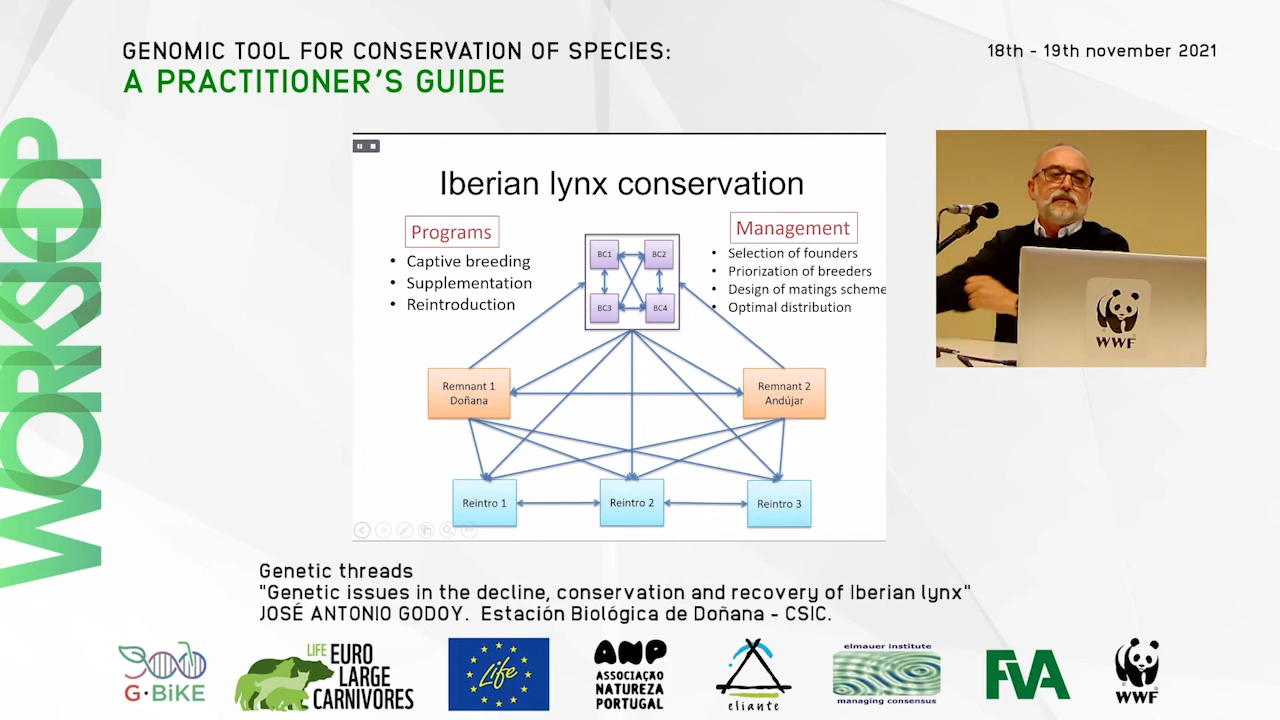 GENOMIC TOOL FOR CONSERVATION OF SPECIES:
A PRACTITIONER'S GUIDE
18th - 19th november 2021
WORKSHOP
Iberian lynx conservation
Programs
• Captive breeding
• Supplementation
• Reintroduction
Management
• Selection of founders
• Priorization of breeders
• Design of matings scheme
• Optimal distribution
BC1
BC2
BC3
BC4
Remnant 1
Doñana
Remnant 2
Andújar
Reintro 1
Reintro 2
Reintro 3
WWF
Genetic threads
"Genetic issues in the decline, conservation and recovery of Iberian lynx"
JOSÉ ANTONIO GODOY. Estación Biológica de Doñana - CSIC.
G·BiKE
LIFE EURO
LARGE
CARNIVORES
Life
ANP
ASSOCIAÇÃO
NATUREZA
PORTUGAL
eliante
elmauer institute
managing consensus
FVA
WWF